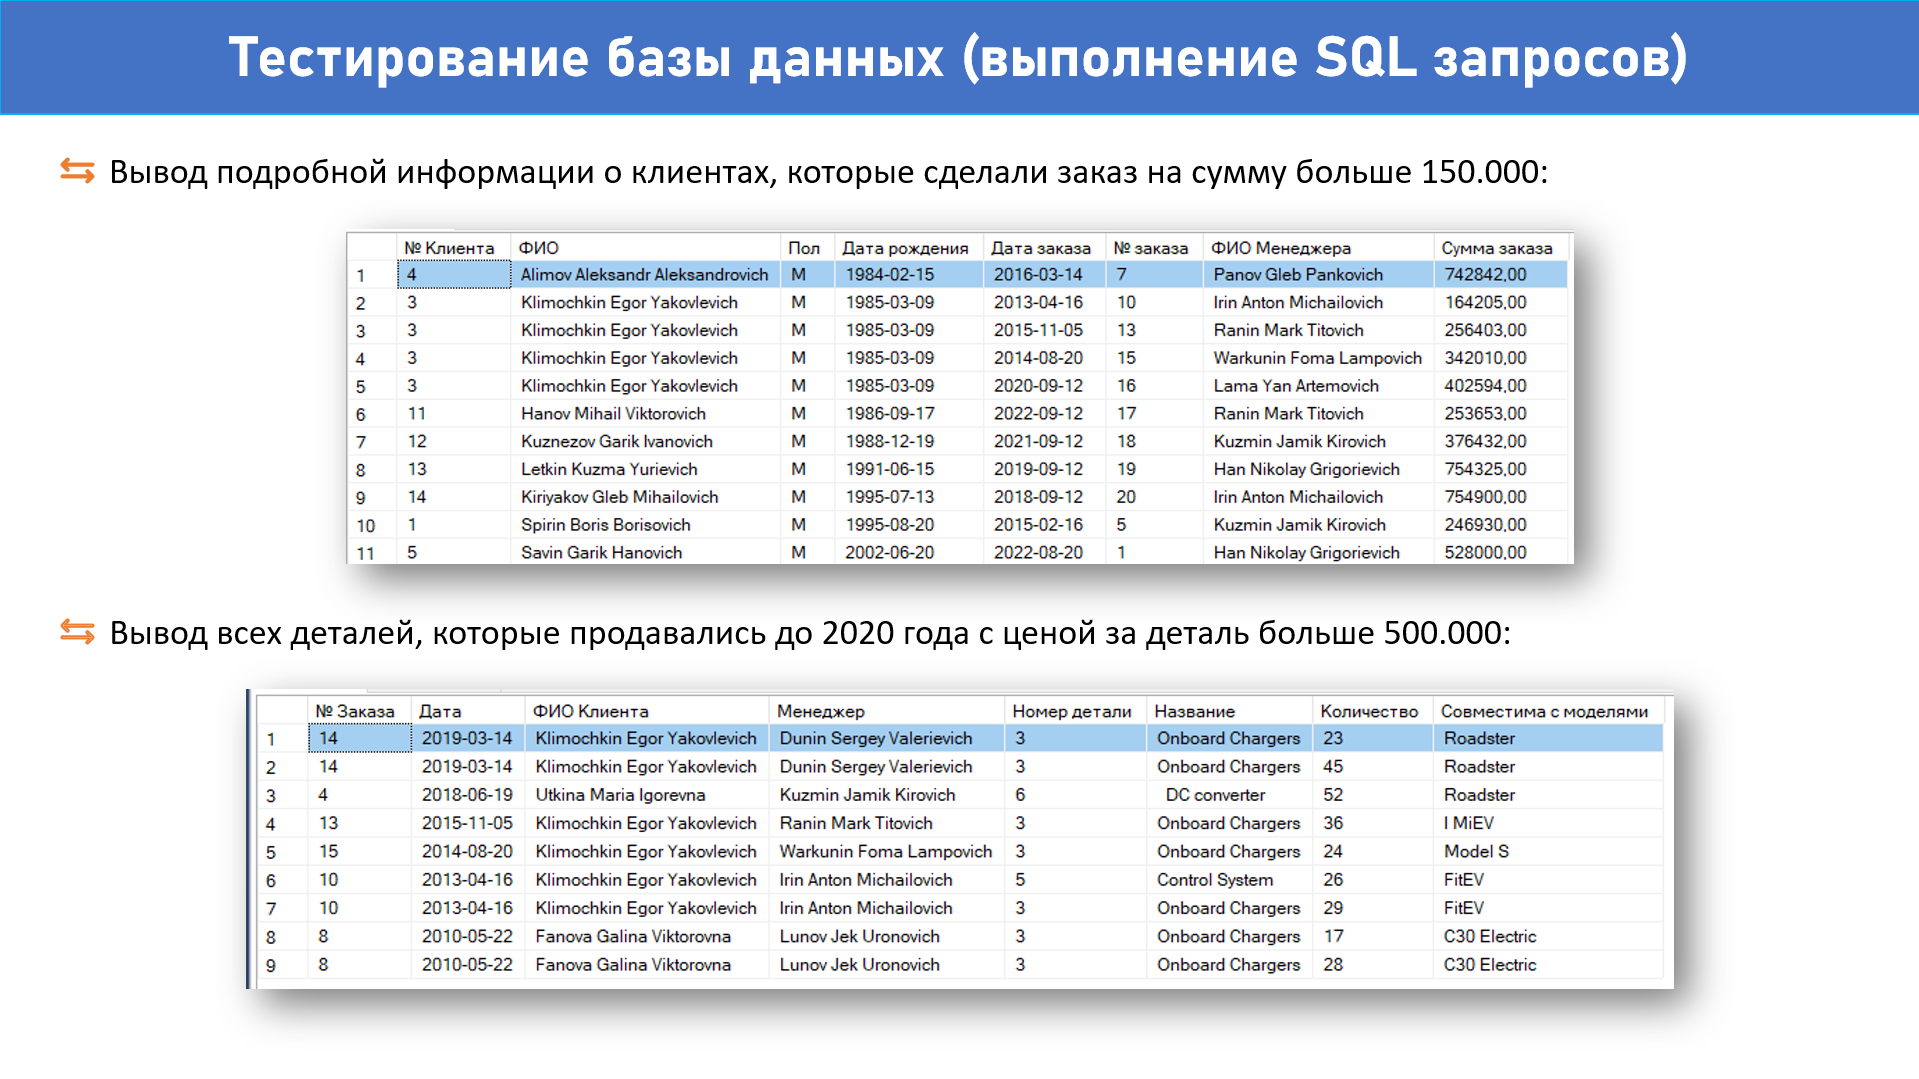 Тестирование базы данных (выполнение SQL запросов)
Вывод подробной информации о клиентах, которые сделали заказ на сумму больше 150.000:
№ Клиента ФИО Пол Дата рождения Дата заказа № заказа ФИО Менеджера Сумма заказа
1 4 Alimov Aleksandr Aleksandrovich M 1984-02-15 2016-03-14 7 Panov Gleb Pankovich 742842,00
2 3 Klimochkin Egor Yakovlevich M 1985-03-09 2013-04-16 10 Irin Anton Michailovich 164205,00
3 3 Klimochkin Egor Yakovlevich M 1985-03-09 2015-11-05 13 Ranin Mark Titovich 256403,00
4 3 Klimochkin Egor Yakovlevich M 1985-03-09 2014-08-20 15 Warkunin Foma Lampovich 342010,00
5 3 Klimochkin Egor Yakovlevich M 1985-03-09 2020-09-12 16 Lama Yan Artemovich 402594,00
6 11 Hanov Mihail Viktorovich M 1986-09-17 2022-09-12 17 Ranin Mark Titovich 253653,00
7 12 Kuznezov Garik Ivanovich M 1988-12-19 2021-09-12 18 Kuzmin Jamik Kirovich 376432,00
8 13 Letkin Kuzma Yurievich M 1991-06-15 2019-09-12 19 Han Nikolay Grigorievich 754325,00
9 14 Kiriyakov Gleb Mihailovich M 1995-07-13 2018-09-12 20 Irin Anton Michailovich 754900,00
10 1 Spirin Boris Borisovich M 1995-08-20 2015-02-16 5 Kuzmin Jamik Kirovich 246930,00
11 5 Savin Garik Hanovich M 2002-06-20 2022-08-20 1 Han Nikolay Grigorievich 528000,00
Вывод всех деталей, которые продавались до 2020 года с ценой за деталь больше 500.000:
№ Заказа Дата ФИО Клиента Менеджер Номер детали Название Количество Совместима с моделями
1 14 2019-03-14 Klimochkin Egor Yakovlevich Dunin Sergey Valerievich 3 Onboard Chargers 23 Roadster
2 14 2019-03-14 Klimochkin Egor Yakovlevich Dunin Sergey Valerievich 3 Onboard Chargers 45 Roadster
3 4 2018-06-19 Utkina Maria Igorevna Kuzmin Jamik Kirovich 6 DC converter 52 Roadster
4 13 2015-11-05 Klimochkin Egor Yakovlevich Ranin Mark Titovich 3 Onboard Chargers 36 I MiEV
5 15 2014-08-20 Klimochkin Egor Yakovlevich Warkunin Foma Lampovich 3 Onboard Chargers 24 Model S
6 10 2013-04-16 Klimochkin Egor Yakovlevich Irin Anton Michailovich 5 Control System 26 FitEV
7 10 2013-04-16 Klimochkin Egor Yakovlevich Irin Anton Michailovich 3 Onboard Chargers 29 FitEV
8 8 2010-05-22 Fanova Galina Viktorovna Lunov Jek Uronovich 3 Onboard Chargers 17 C30 Electric
9 8 2010-05-22 Fanova Galina Viktorovna Lunov Jek Uronovich 3 Onboard Chargers 28 C30 Electric